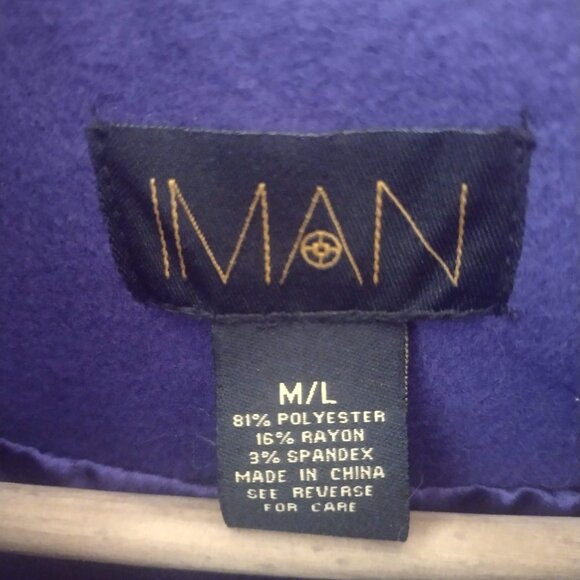 IMAN
M/L
81% POLYESTER
16% RAYON
3% SPANDEX
MADE IN CHINA
SEE REVERSE
FOR CARE